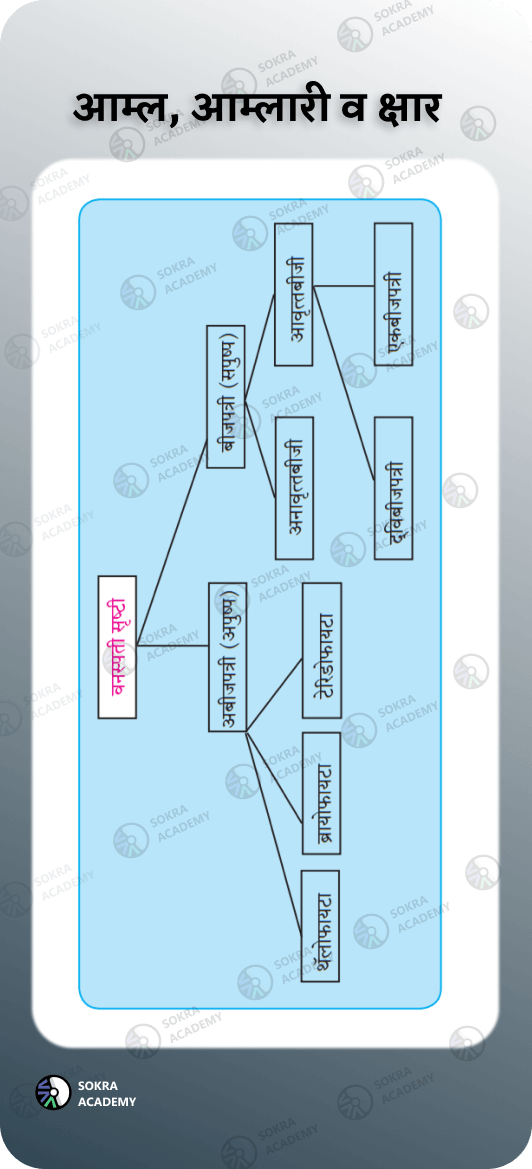 आम्ल, आम्लारी व क्षार
वनस्पती सृष्टी
अबीजपत्री (अपुष्प)
बीजपत्री (सपुष्प)
थॅलोफायटा
ब्रायोफायटा
टेरिडोफायटा
अनावृत्तबीजी
आवृत्तबीजी
द्विबीजपत्री
एकबीजपत्री
SOKRA
ACADEMY